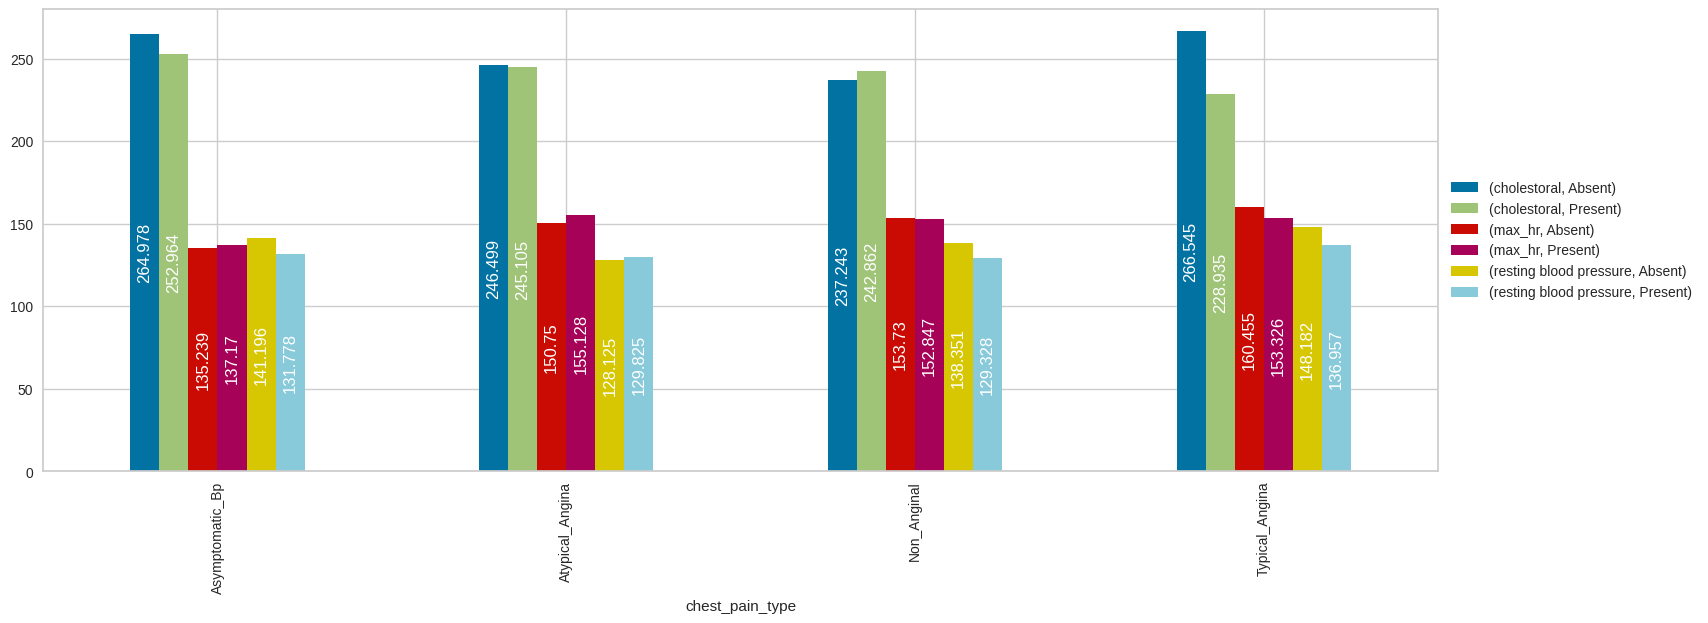 250
200
150
100
50
0
264.978
252.964
135.239
137.17
141.196
131.778
246.499
245.105
150.75
155.128
128.125
129.825
237.243
242.862
153.73
152.847
138.351
129.328
266.545
228.935
160.455
153.326
148.182
136.957
Asymptomatic_Bp
Atypical_Angina
Non_Anginal
Typical_Angina
chest_pain_type
(cholestoral, Absent)
(cholestoral, Present)
(max_hr, Absent)
(max_hr, Present)
(resting blood pressure, Absent)
(resting blood pressure, Present)